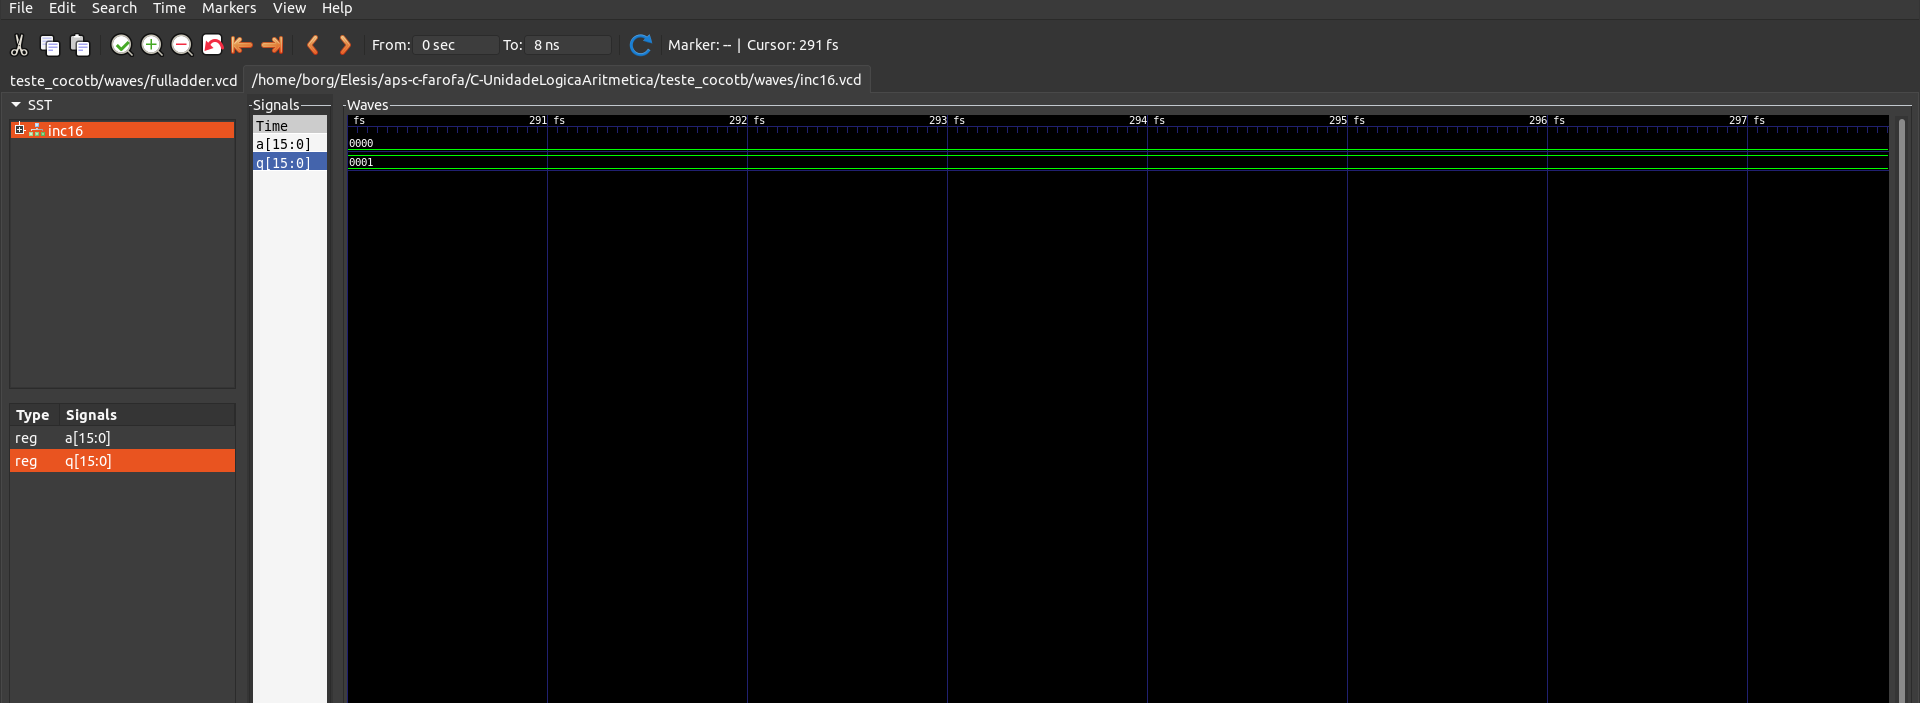 File Edit Search Time Markers View Help
From: 0 sec To: 8 ns Marker: -- | Cursor: 291 fs
teste_cocotb/waves/fulladder.vcd /home/borg/Elesis/aps-c-farofa/C-UnidadeLogicaAritmetica/teste_cocotb/waves/inc16.vcd
SST
inc16
Type Signals
reg a[15:0]
reg q[15:0]
Signals
Time
a[15:0]
q[15:0]
Waves
fs 291 fs 292 fs 293 fs 294 fs 295 fs 296 fs 297 fs
0000
0001